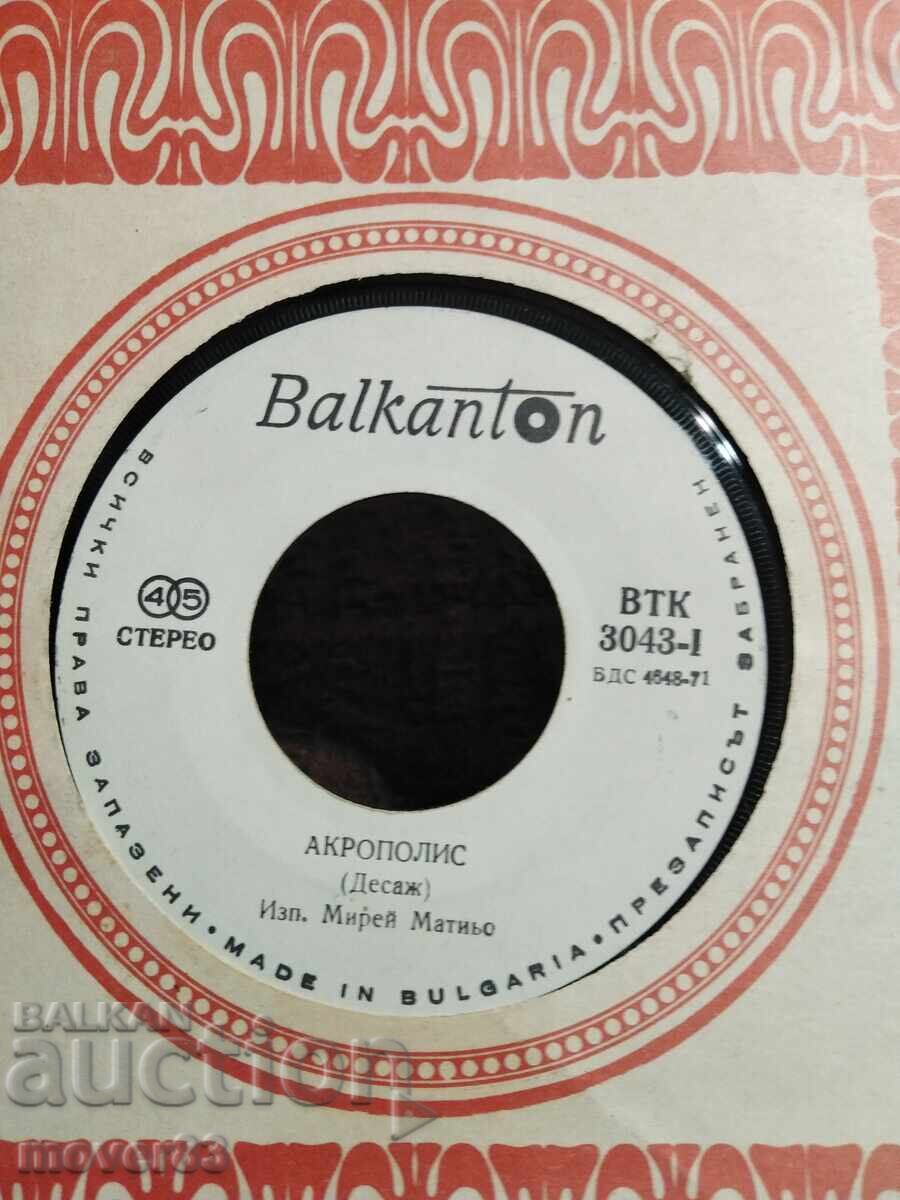 Balkanton
45
СТЕРЕО
ВТК
3043-I
БДС 4648-71
АКРОПОЛИС
(Десаж)
Изп. Мирей Матиьо
ВСИЧКИ ПРАВА ЗАПАЗЕНИ • MADE IN BULGARIA • ПРЕЗАПИСЪТ ЗАБРАНЕН
BALKAN
auction
mover83